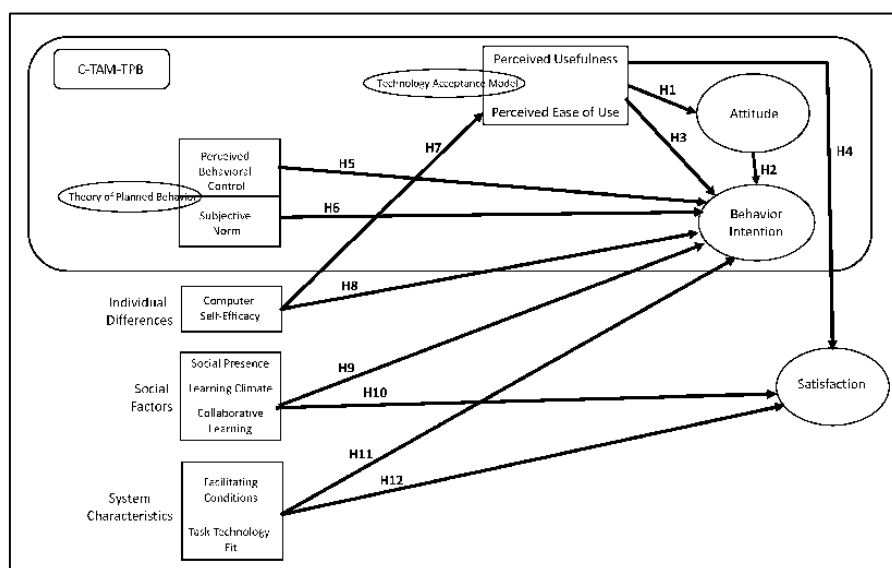 C-TAM-TPB
Perceived Usefulness
Technology Acceptance Model
Perceived Ease of Use
H1
Attitude
H3
H7
H4
H2
Perceived
Behavioral
Control
H5
Theory of Planned Behavior
Subjective
Norm
H6
Behavior
Intention
Individual
Differences
Computer
Self-Efficacy
H8
Social Presence
Learning Climate
Collaborative
Learning
Social
Factors
H9
H10
Satisfaction
H11
Facilitating
Conditions
H12
System
Characteristics
Task Technology
Fit